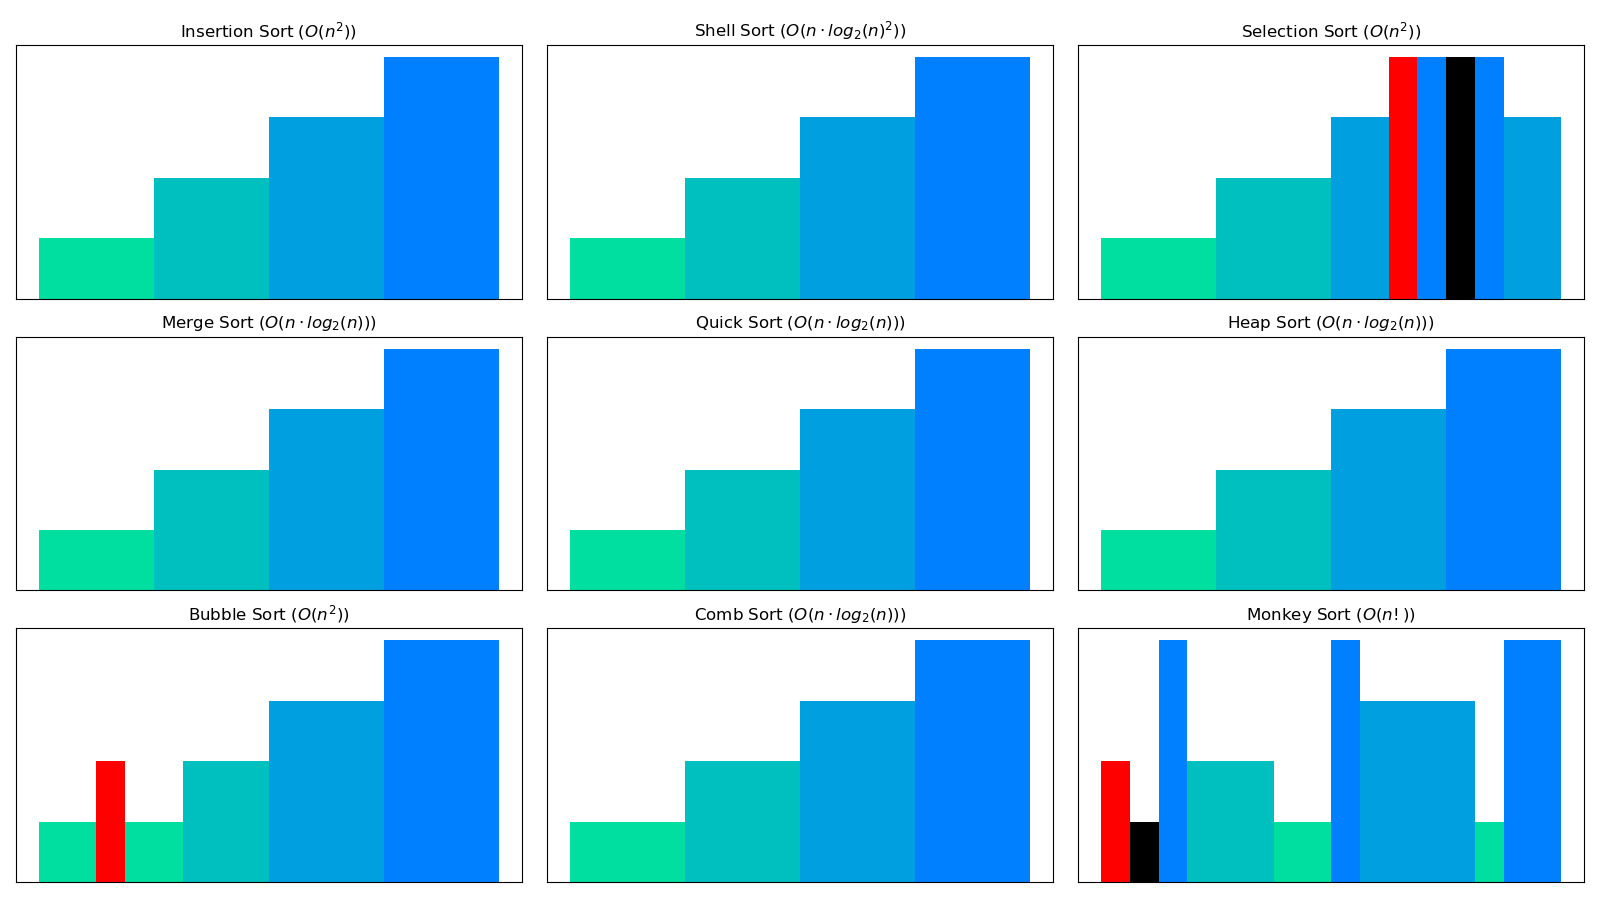 Insertion Sort (O(n²))
Shell Sort (O(n · log₂(n)²))
Selection Sort (O(n²))
Merge Sort (O(n · log₂(n)))
Quick Sort (O(n · log₂(n)))
Heap Sort (O(n · log₂(n)))
Bubble Sort (O(n²))
Comb Sort (O(n · log₂(n)))
Monkey Sort (O(n!))